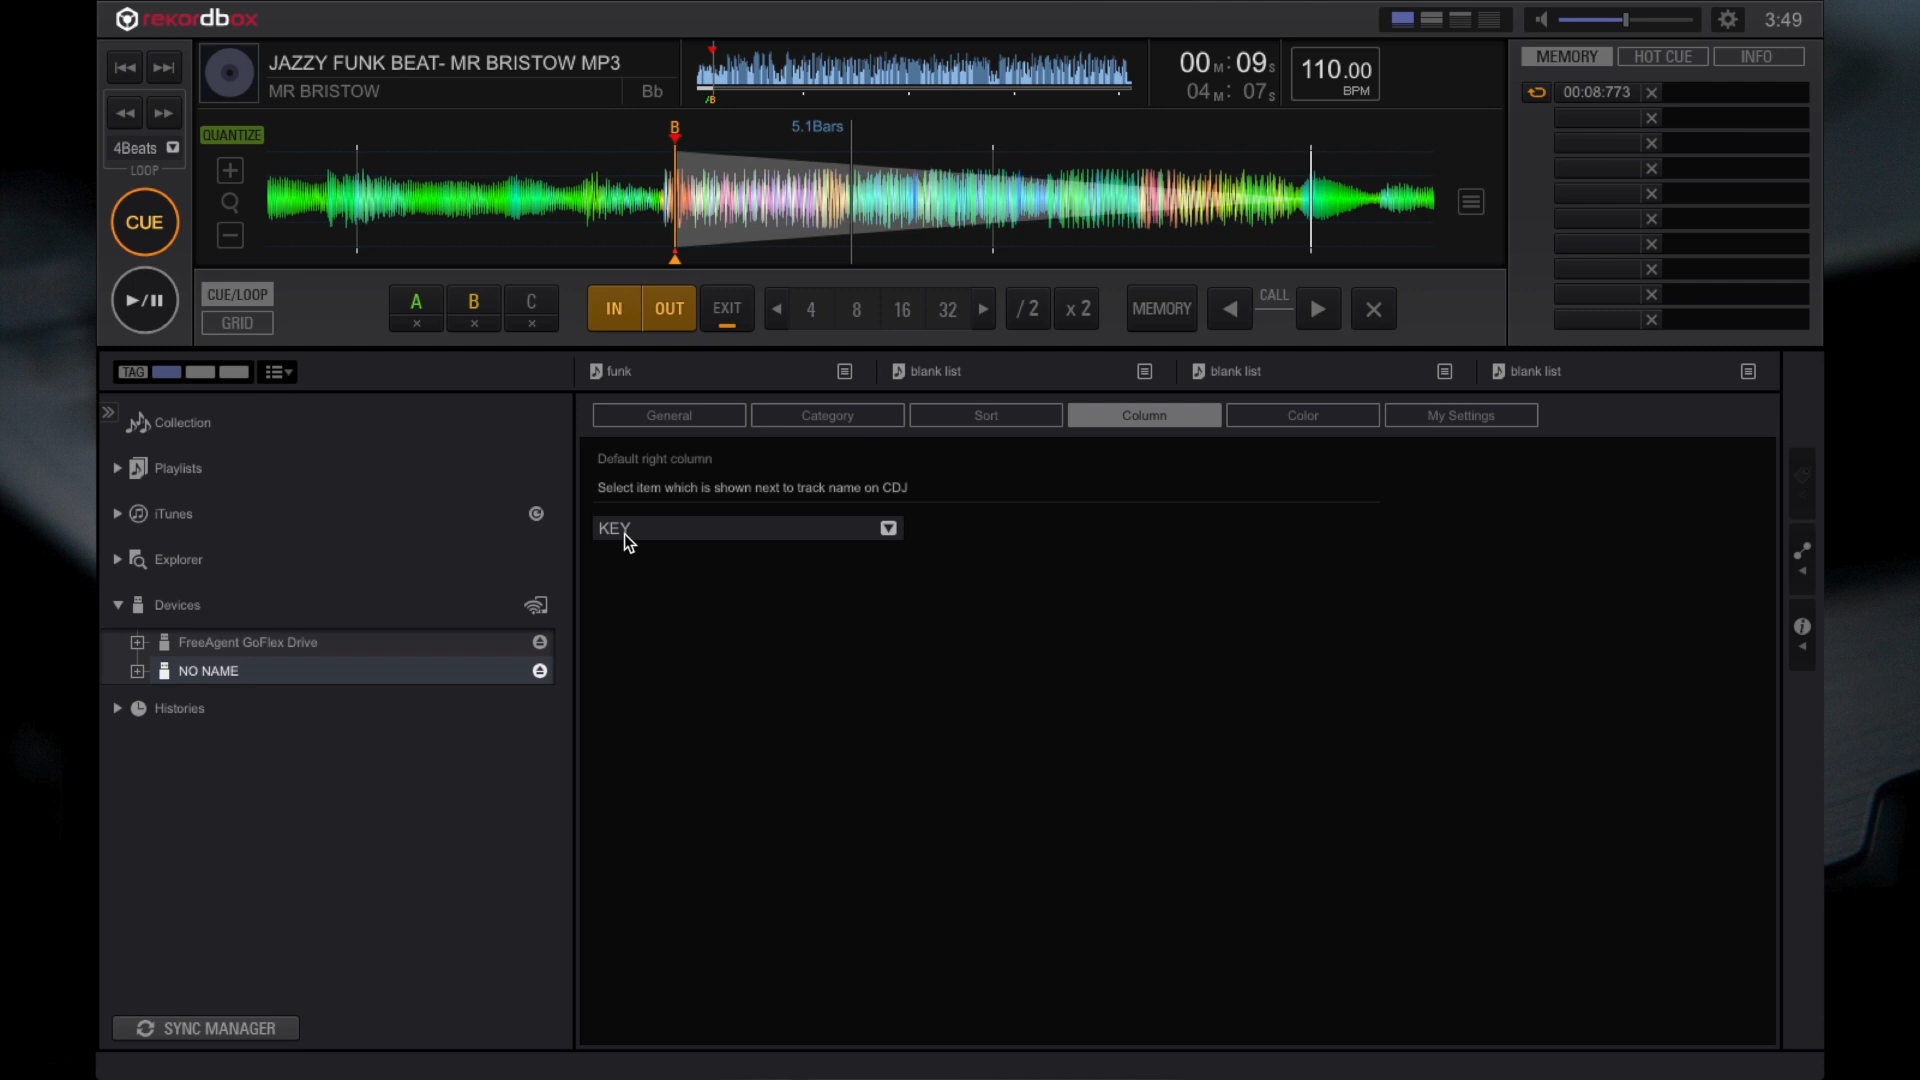 rekordbox
3:49
JAZZY FUNK BEAT- MR BRISTOW MP3
MR BRISTOW
Bb
00 M : 09 S
04 M : 07 S
110.00
BPM
MEMORY
HOT CUE
INFO
00:08:773
4Beats
LOOP
QUANTIZE
B
5.1Bars
CUE
CUE/LOOP
GRID
A
B
C
IN
OUT
EXIT
4
8
16
32
/ 2
x 2
MEMORY
CALL
TAG
funk
blank list
blank list
blank list
Collection
Playlists
iTunes
Explorer
Devices
FreeAgent GoFlex Drive
NO NAME
Histories
General
Category
Sort
Column
Color
My Settings
Default right column
Select item which is shown next to track name on CDJ
KEY
SYNC MANAGER